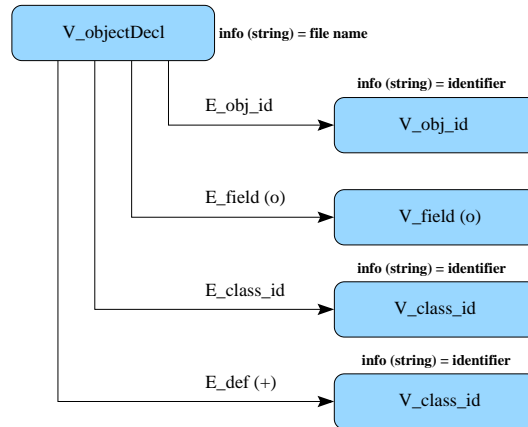 V_objectDecl info (string) = file name
info (string) = identifier
E_obj_id
V_obj_id
E_field (o)
V_field (o)
info (string) = identifier
E_class_id
V_class_id
info (string) = identifier
E_def (+)
V_class_id